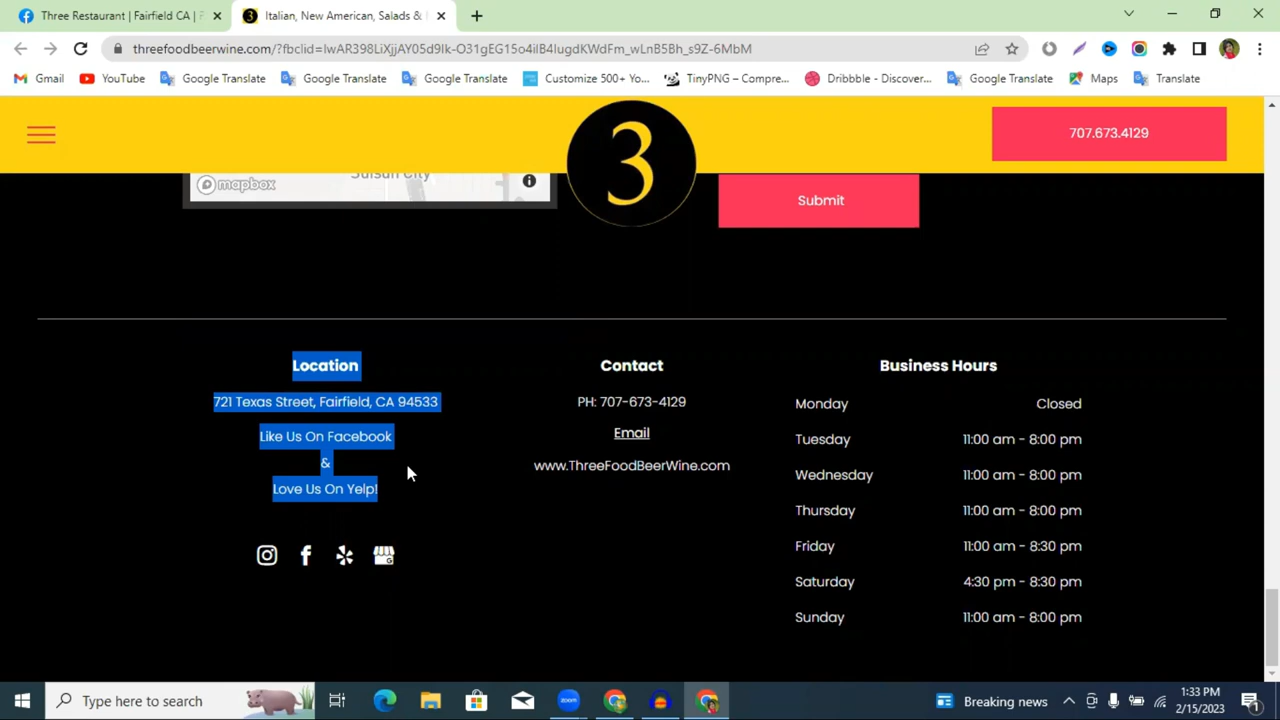 Three Restaurant | Fairfield CA |
Italian, New American, Salads &
threefoodbeerwine.com/?fbclid=IwAR398LiXjjAY05d9Ik-O31gEG15o4ilB4lugdKWdFm_wLnB5Bh_s9Z-6MbM
Gmail
YouTube
Google Translate
Google Translate
Google Translate
Customize 500+ Yo...
TinyPNG – Compre...
Dribbble - Discover...
Google Translate
Maps
Translate
3
707.673.4129
mapbox
Suisun City
Submit
Location
721 Texas Street, Fairfield, CA 94533
Like Us On Facebook
&
Love Us On Yelp!
Contact
PH: 707-673-4129
Email
www.ThreeFoodBeerWine.com
Business Hours
Monday Closed
Tuesday 11:00 am - 8:00 pm
Wednesday 11:00 am - 8:00 pm
Thursday 11:00 am - 8:00 pm
Friday 11:00 am - 8:30 pm
Saturday 4:30 pm - 8:30 pm
Sunday 11:00 am - 8:00 pm
Type here to search
Breaking news
1:33 PM
2/15/2023